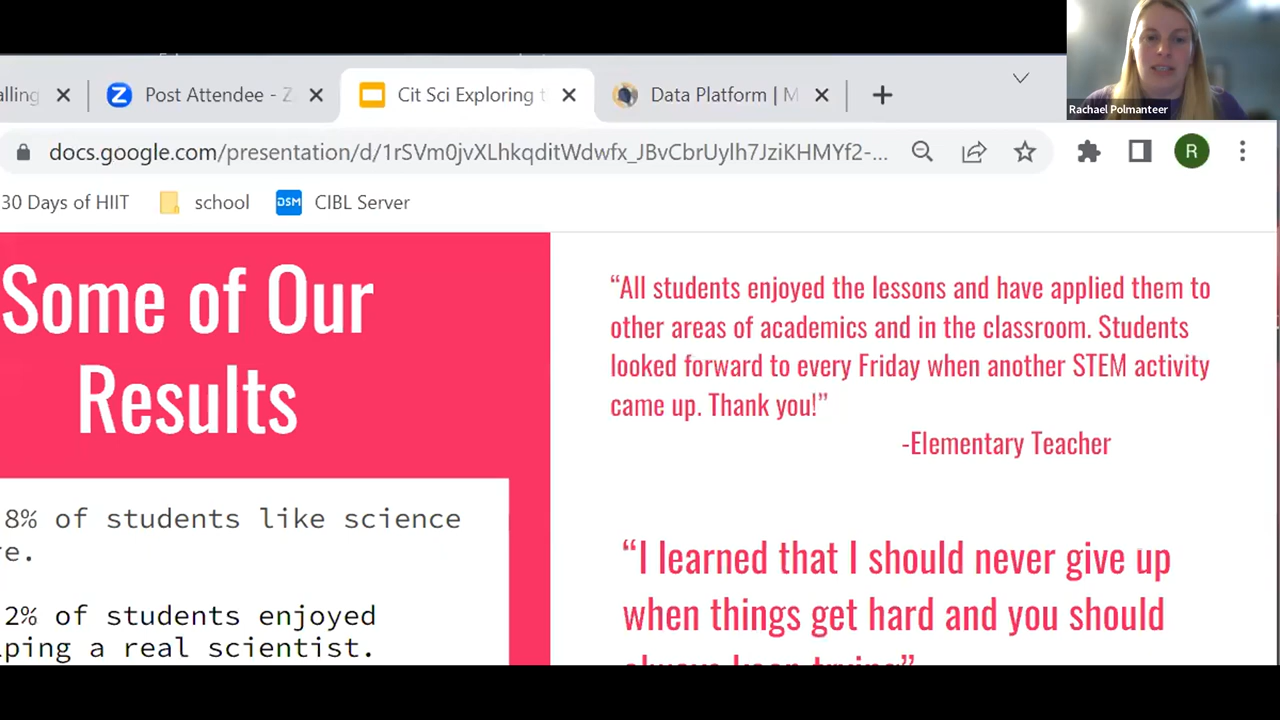 alling
Post Attendee - Z
Cit Sci Exploring t
Data Platform | M
Rachael Polmanteer
docs.google.com/presentation/d/1rSVm0jvXLhkqditWdwfx_JBvCbrUylh7JziKHMYf2-...
R
30 Days of HIIT
school
DSM
CIBL Server
Some of Our
Results
8% of students like science
re.
2% of students enjoyed
ping a real scientist.
“All students enjoyed the lessons and have applied them to
other areas of academics and in the classroom. Students
looked forward to every Friday when another STEM activity
came up. Thank you!”
-Elementary Teacher
“I learned that I should never give up
when things get hard and you should
always keep trying”